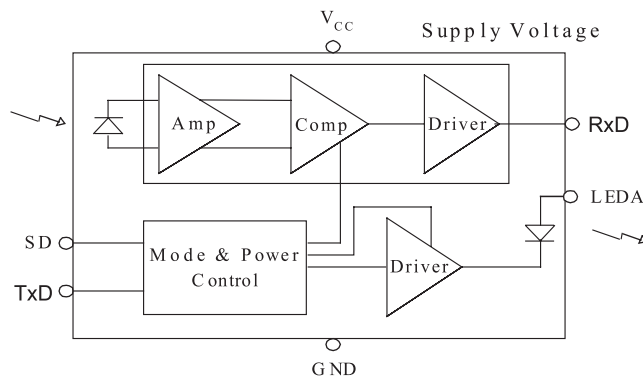 VCC
Supply Voltage
Amp
Comp
Driver
RxD
LEDA
SD
Mode & Power
Control
Driver
TxD
GND